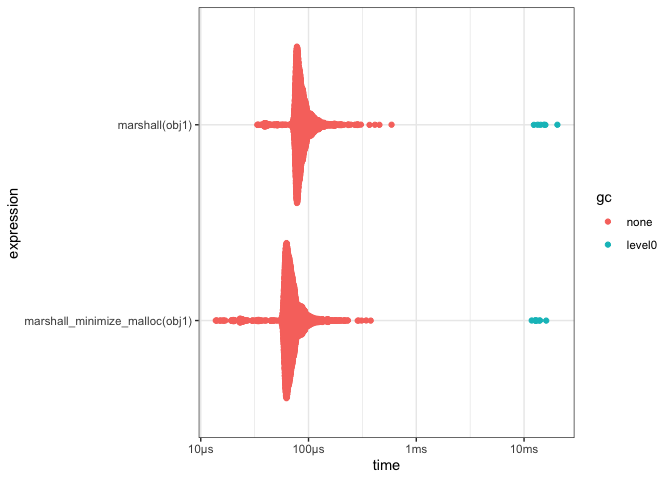 expression
marshall(obj1)
marshall_minimize_malloc(obj1)
10µs
100µs
1ms
10ms
time
gc
none
level0